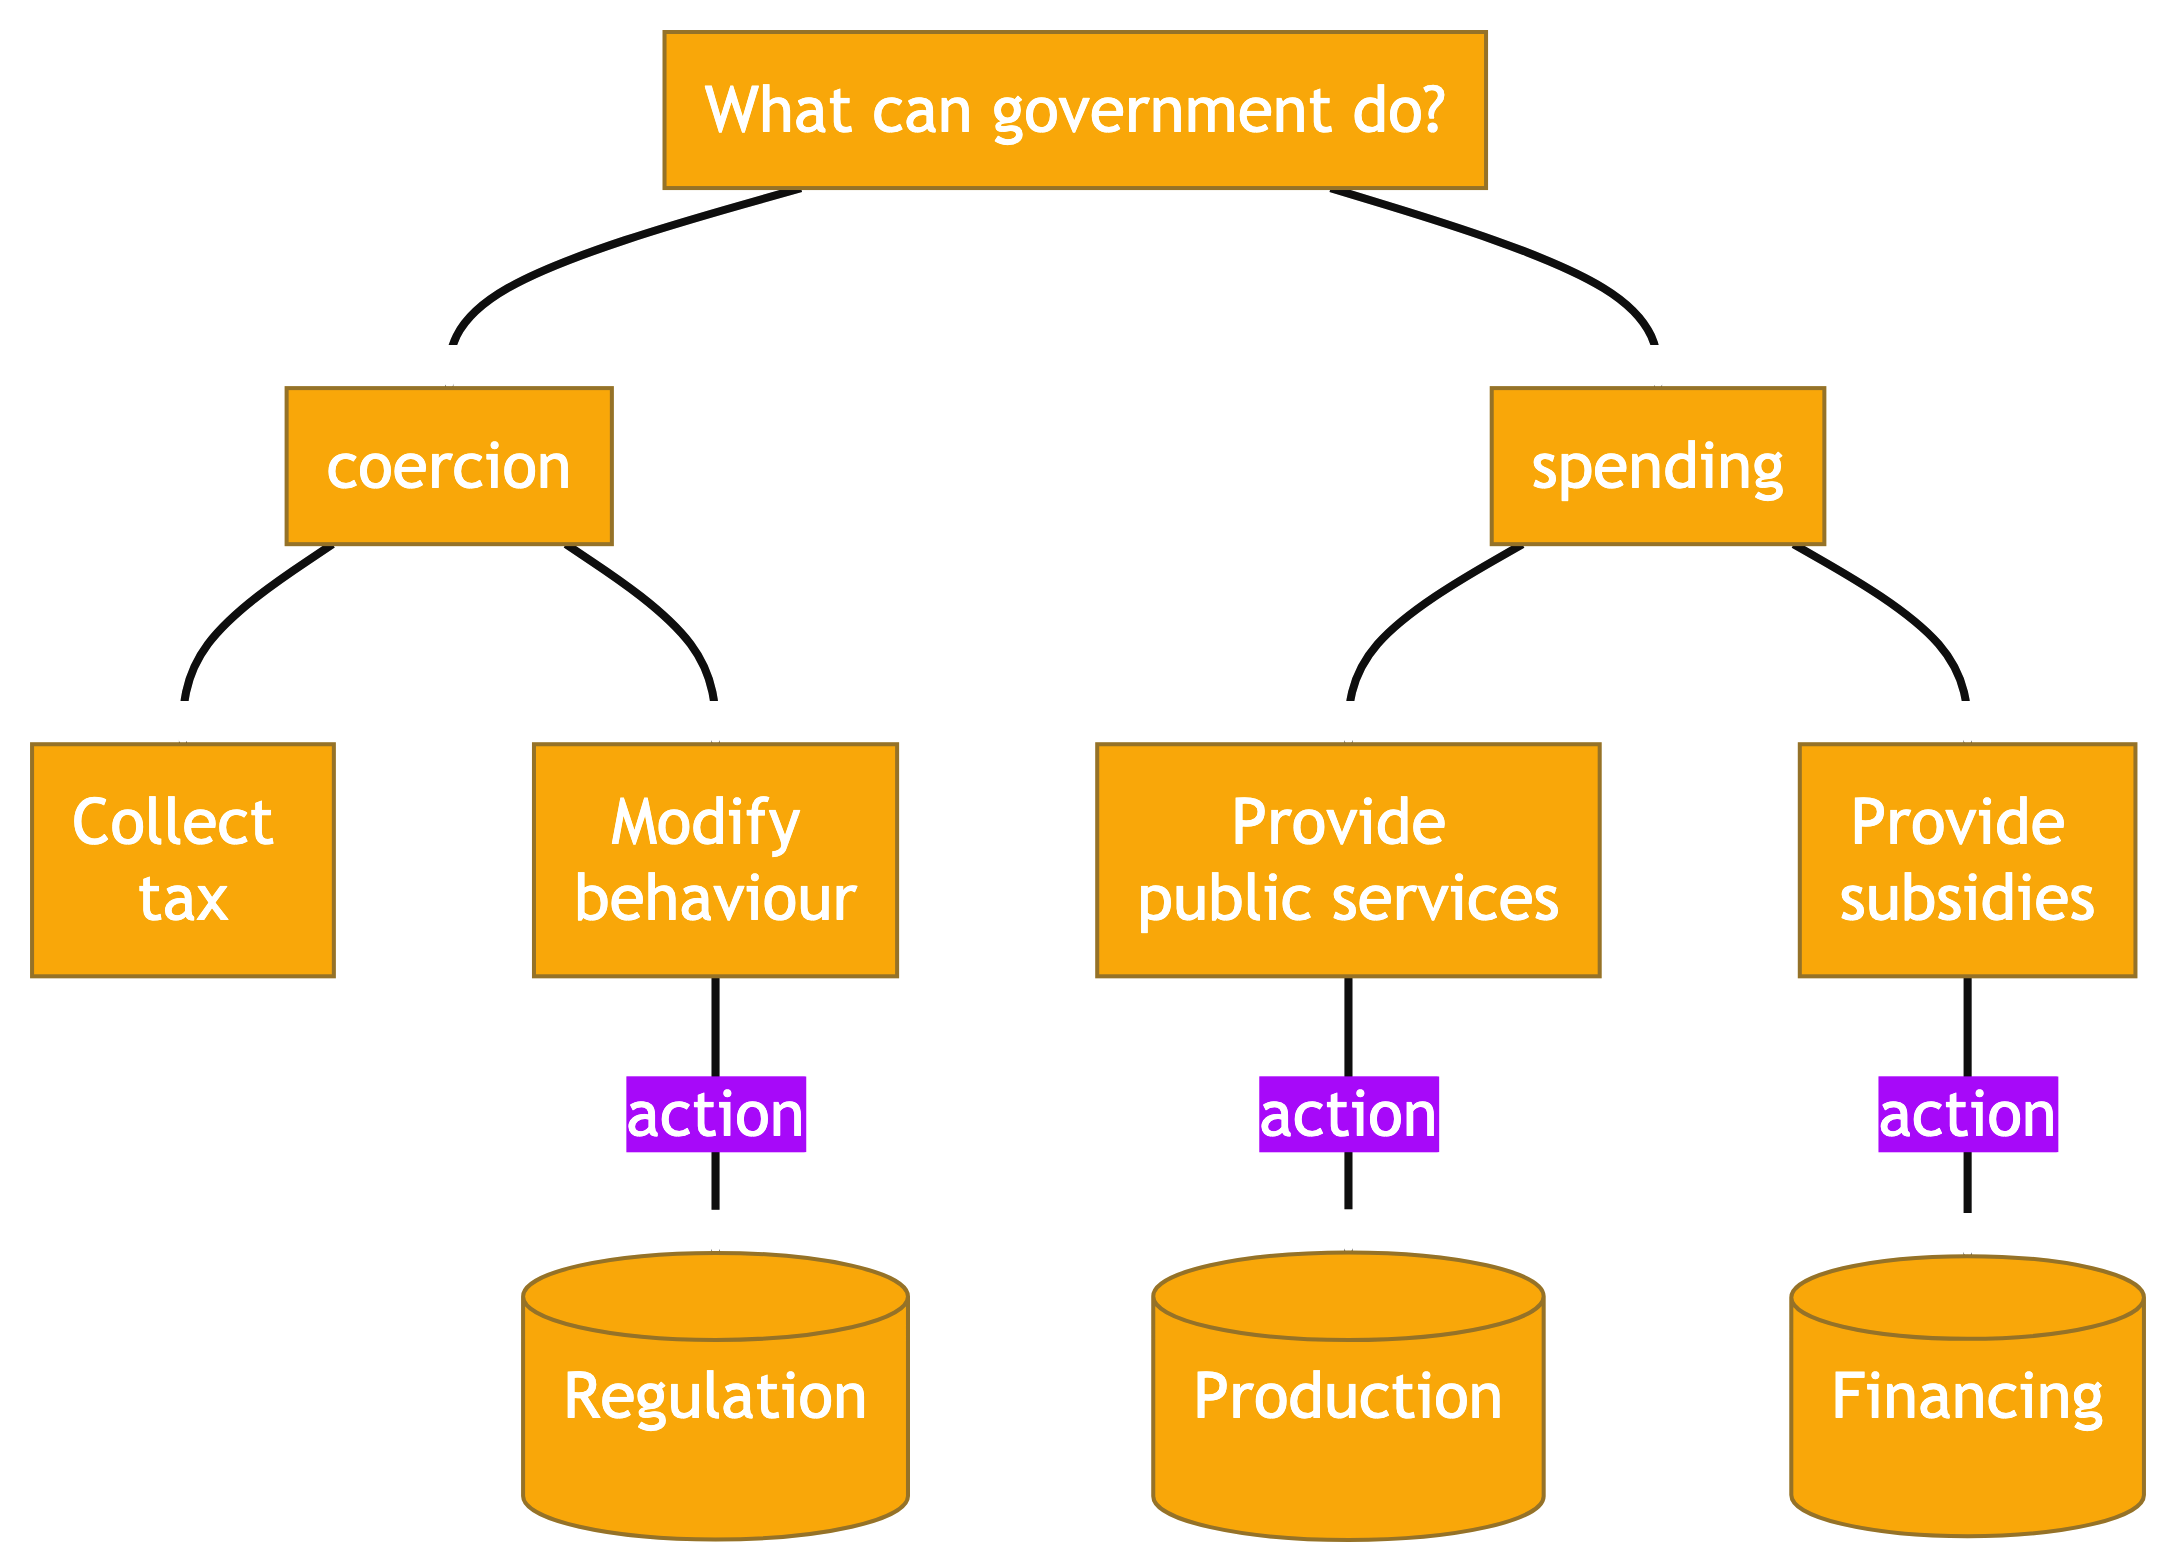 What can government do?
coercion
spending
Collect
tax
Modify
behaviour
Provide
public services
Provide
subsidies
action
action
action
Regulation
Production
Financing